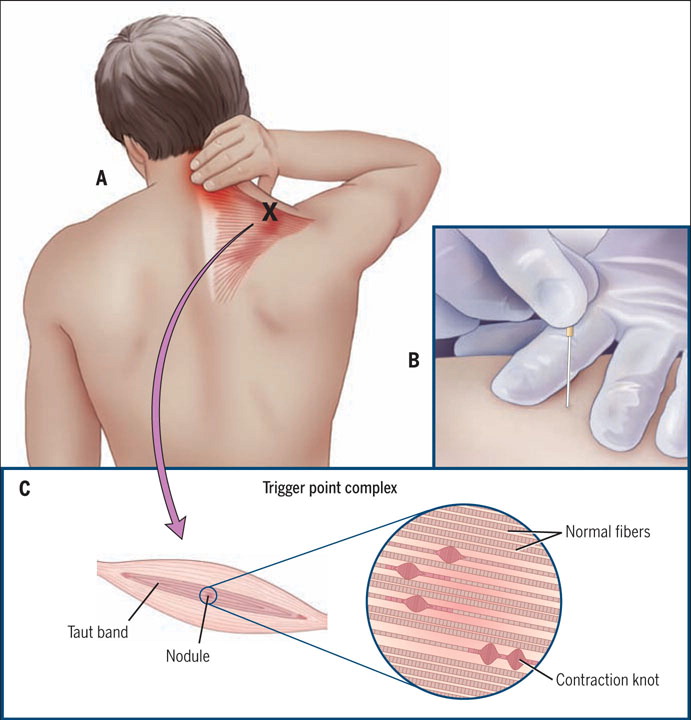 A
X
B
C
Trigger point complex
Normal fibers
Taut band
Nodule
Contraction knot